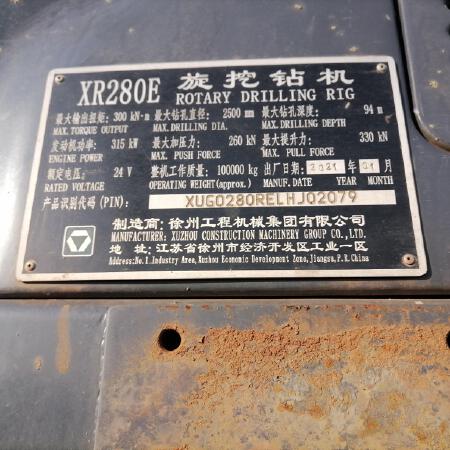 XR280E 旋挖钻机
ROTARY DRILLING RIG
最大输出扭矩: 300 kN·m 最大钻孔直径: 2500 mm 最大钻孔深度: 94 m
MAX. TORQUE OUTPUT MAX. DRILLING DIA. MAX. DRILLING DEPTH
发动机功率: 315 kW 最大加压力: 260 kN 最大提升力: 330 kN
ENGINE POWER MAX. PUSH FORCE MAX. PULL FORCE
额定电压: 24 V 整机工作质量: 100000 kg 出厂日期: 2021 年 01 月
RATED VOLTAGE OPERATING WEIGHT(approx.) YEAR MONTH
产品识别代码(PIN): XUG0280RELHJ02079
制造商: 徐州工程机械集团有限公司
MANUFACTURER: XUZHOU CONSTRUCTION MACHINERY GROUP CO., LTD.
地 址: 江苏省徐州市经济开发区工业一区
Address: No.1 Industry Area, Xuzhou Economic Development Zone, Jiangsu, P.R. China